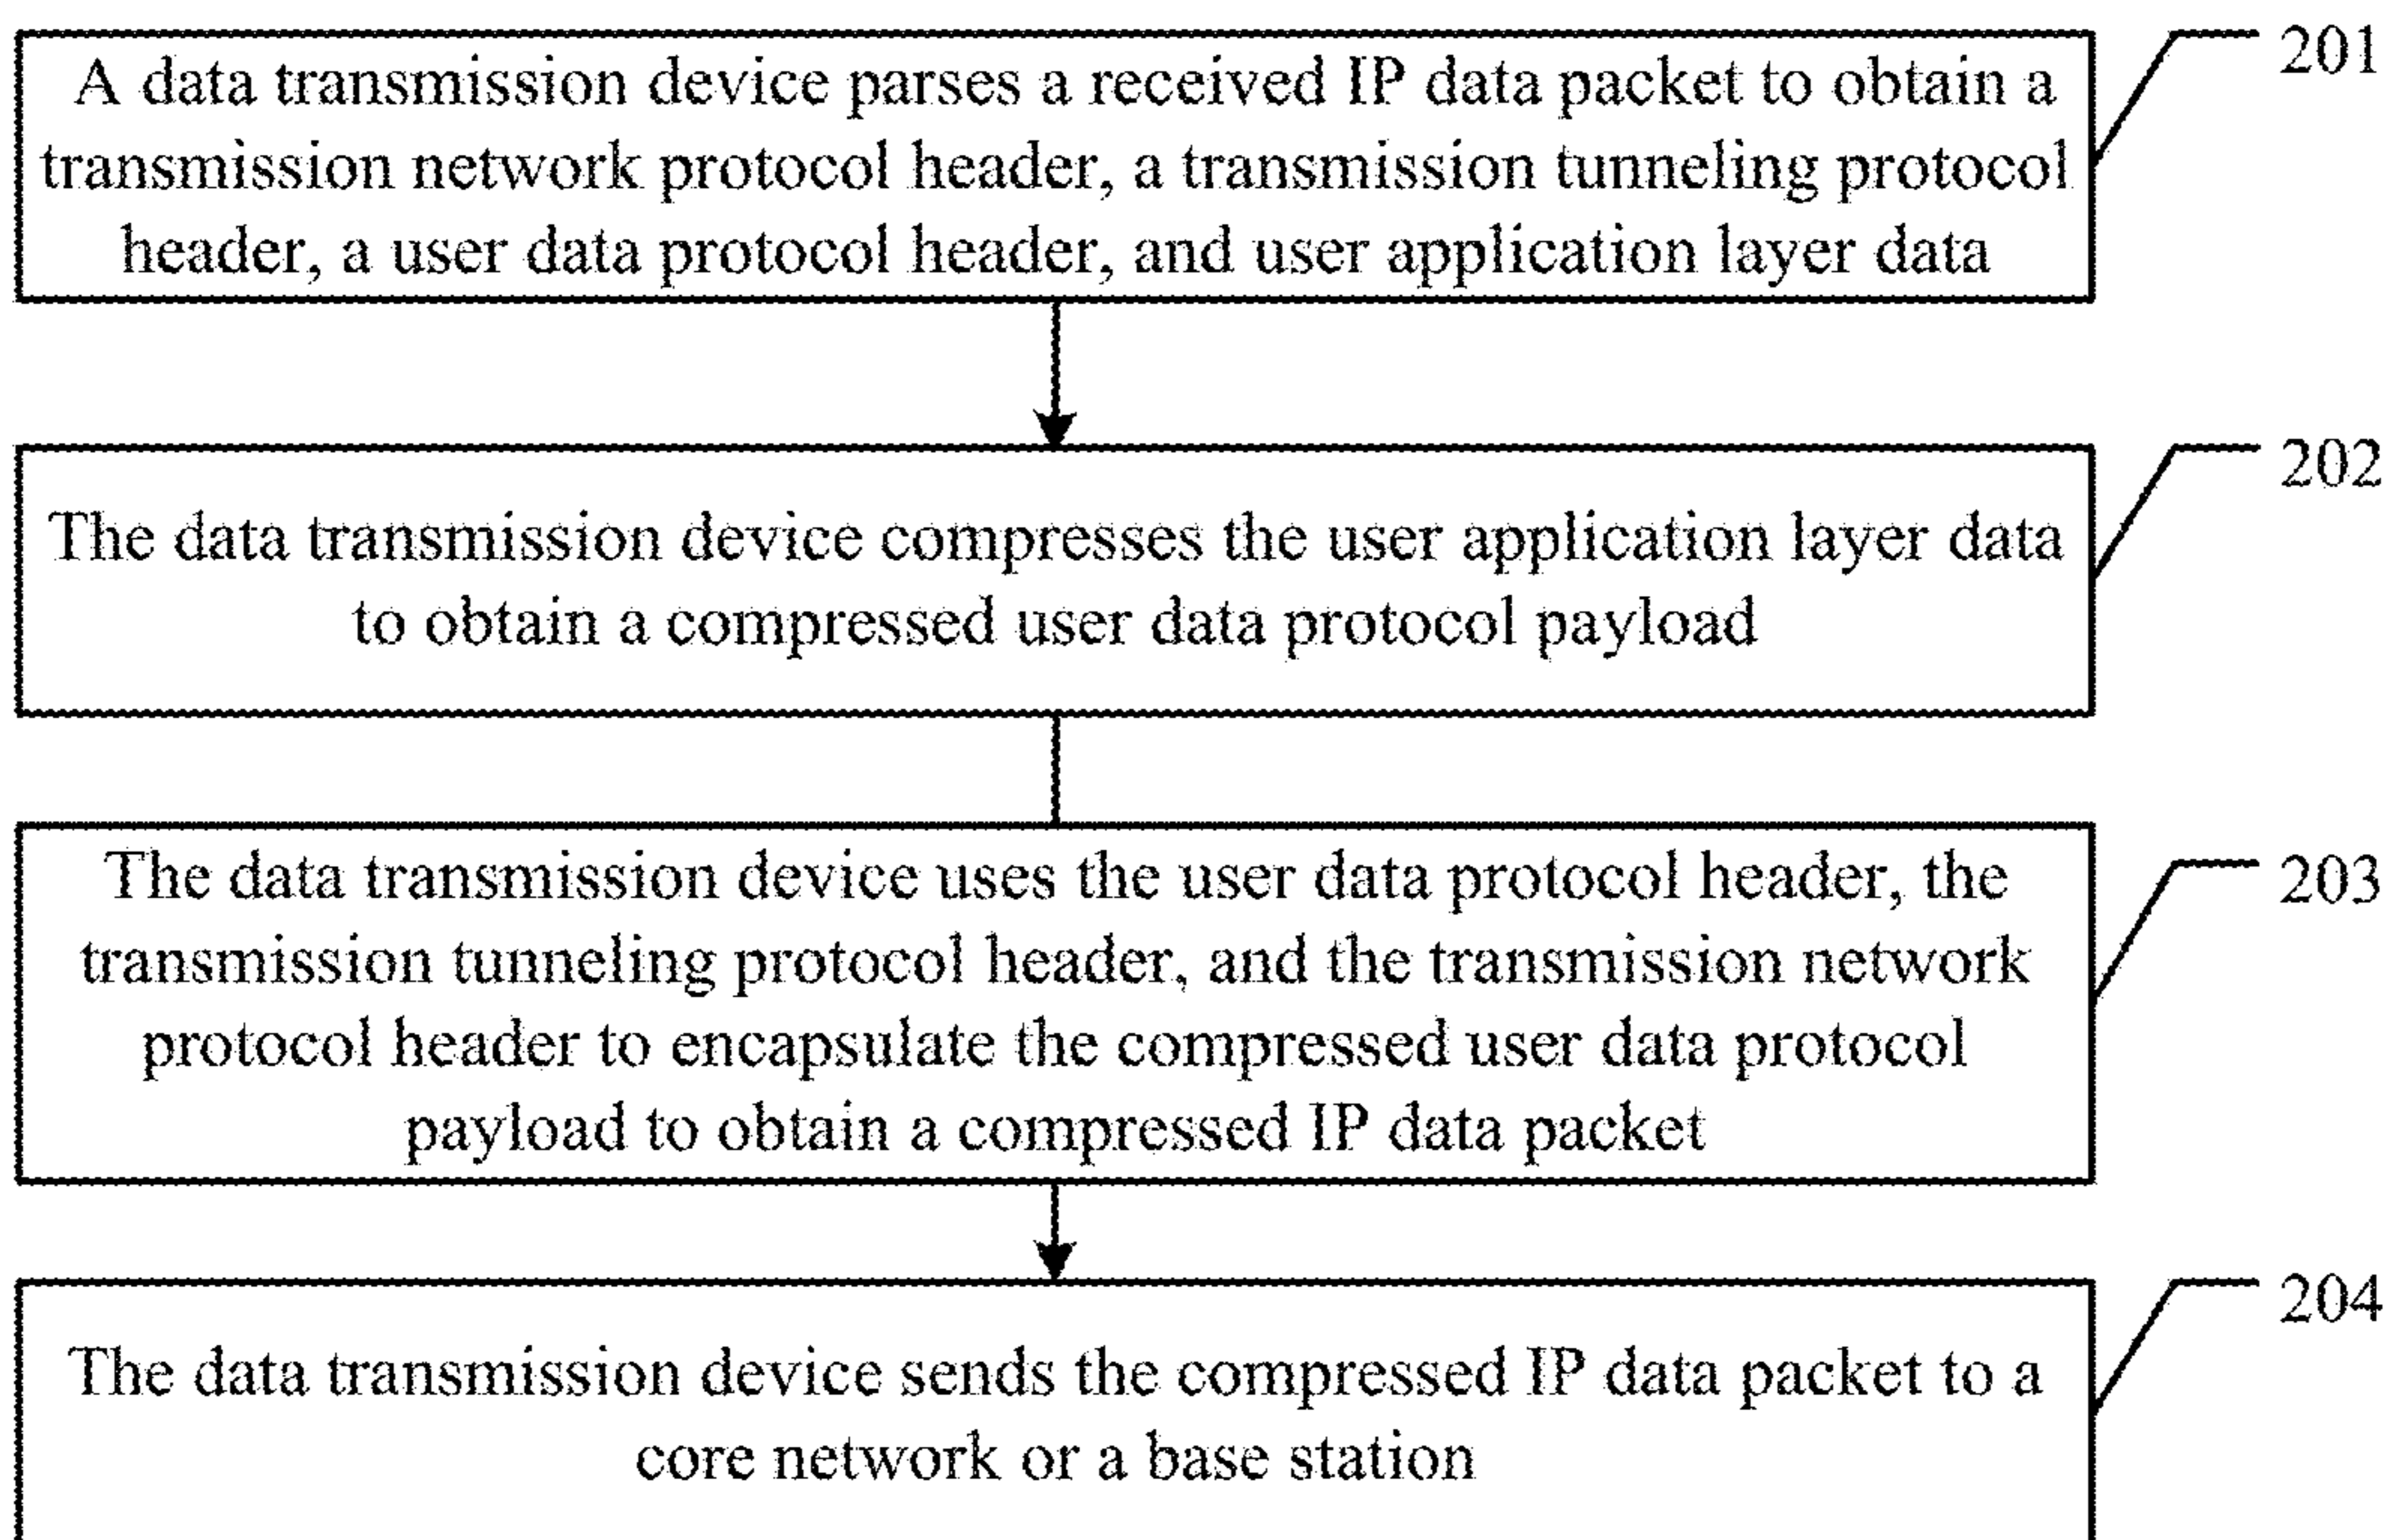 A data transmission device parses a received IP data packet to obtain a
transmission network protocol header, a transmission tunneling protocol
header, a user data protocol header, and user application layer data
201
The data transmission device compresses the user application layer data
to obtain a compressed user data protocol payload
202
The data transmission device uses the user data protocol header, the
transmission tunneling protocol header, and the transmission network
protocol header to encapsulate the compressed user data protocol
payload to obtain a compressed IP data packet
203
The data transmission device sends the compressed IP data packet to a
core network or a base station
204